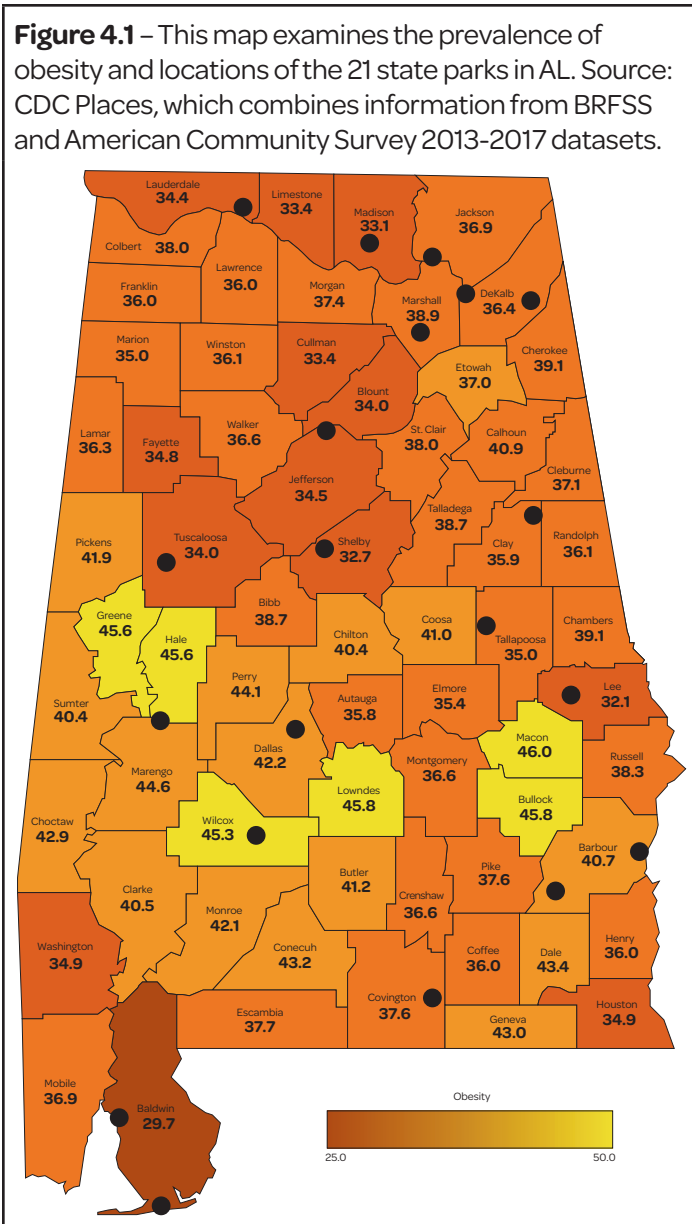 Figure 4.1 – This map examines the prevalence of
obesity and locations of the 21 state parks in AL. Source:
CDC Places, which combines information from BRFSS
and American Community Survey 2013-2017 datasets.
Lauderdale
34.4
Limestone
33.4
Madison
33.1
Jackson
36.9
Colbert 38.0
Lawrence
36.0
Franklin
36.0
Morgan
37.4
Marshall
38.9
DeKalb
36.4
Marion
35.0
Winston
36.1
Cullman
33.4
Cherokee
39.1
Etowah
37.0
Blount
34.0
Lamar
36.3
Fayette
34.8
Walker
36.6
St. Clair
38.0
Calhoun
40.9
Cleburne
37.1
Jefferson
34.5
Talladega
38.7
Pickens
41.9
Tuscaloosa
34.0
Shelby
32.7
Clay
35.9
Randolph
36.1
Greene
45.6
Hale
45.6
Bibb
38.7
Chilton
40.4
Coosa
41.0
Tallapoosa
35.0
Chambers
39.1
Sumter
40.4
Perry
44.1
Autauga
35.8
Elmore
35.4
Lee
32.1
Marengo
44.6
Dallas
42.2
Lowndes
45.8
Montgomery
36.6
Macon
46.0
Russell
38.3
Bullock
45.8
Choctaw
42.9
Wilcox
45.3
Barbour
40.7
Clarke
40.5
Monroe
42.1
Butler
41.2
Crenshaw
36.6
Pike
37.6
Washington
34.9
Conecuh
43.2
Coffee
36.0
Dale
43.4
Henry
36.0
Escambia
37.7
Covington
37.6
Geneva
43.0
Houston
34.9
Mobile
36.9
Baldwin
29.7
Obesity
25.0 50.0